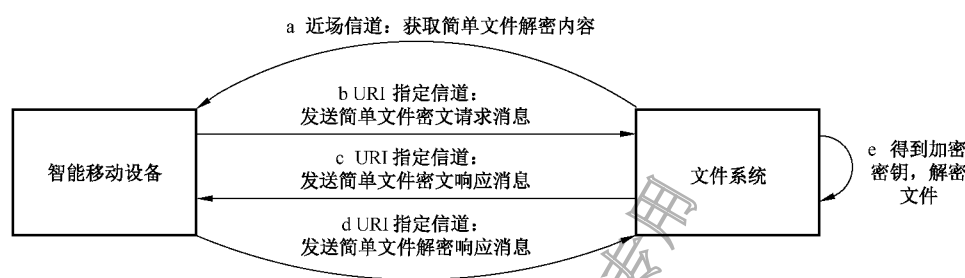 a 近场信道：获取简单文件解密内容
b URI 指定信道：
发送简单文件密文请求消息
c URI 指定信道：
发送简单文件密文响应消息
d URI 指定信道：
发送简单文件解密响应消息
智能移动设备
文件系统
e 得到加密
密钥，解密
文件
专用